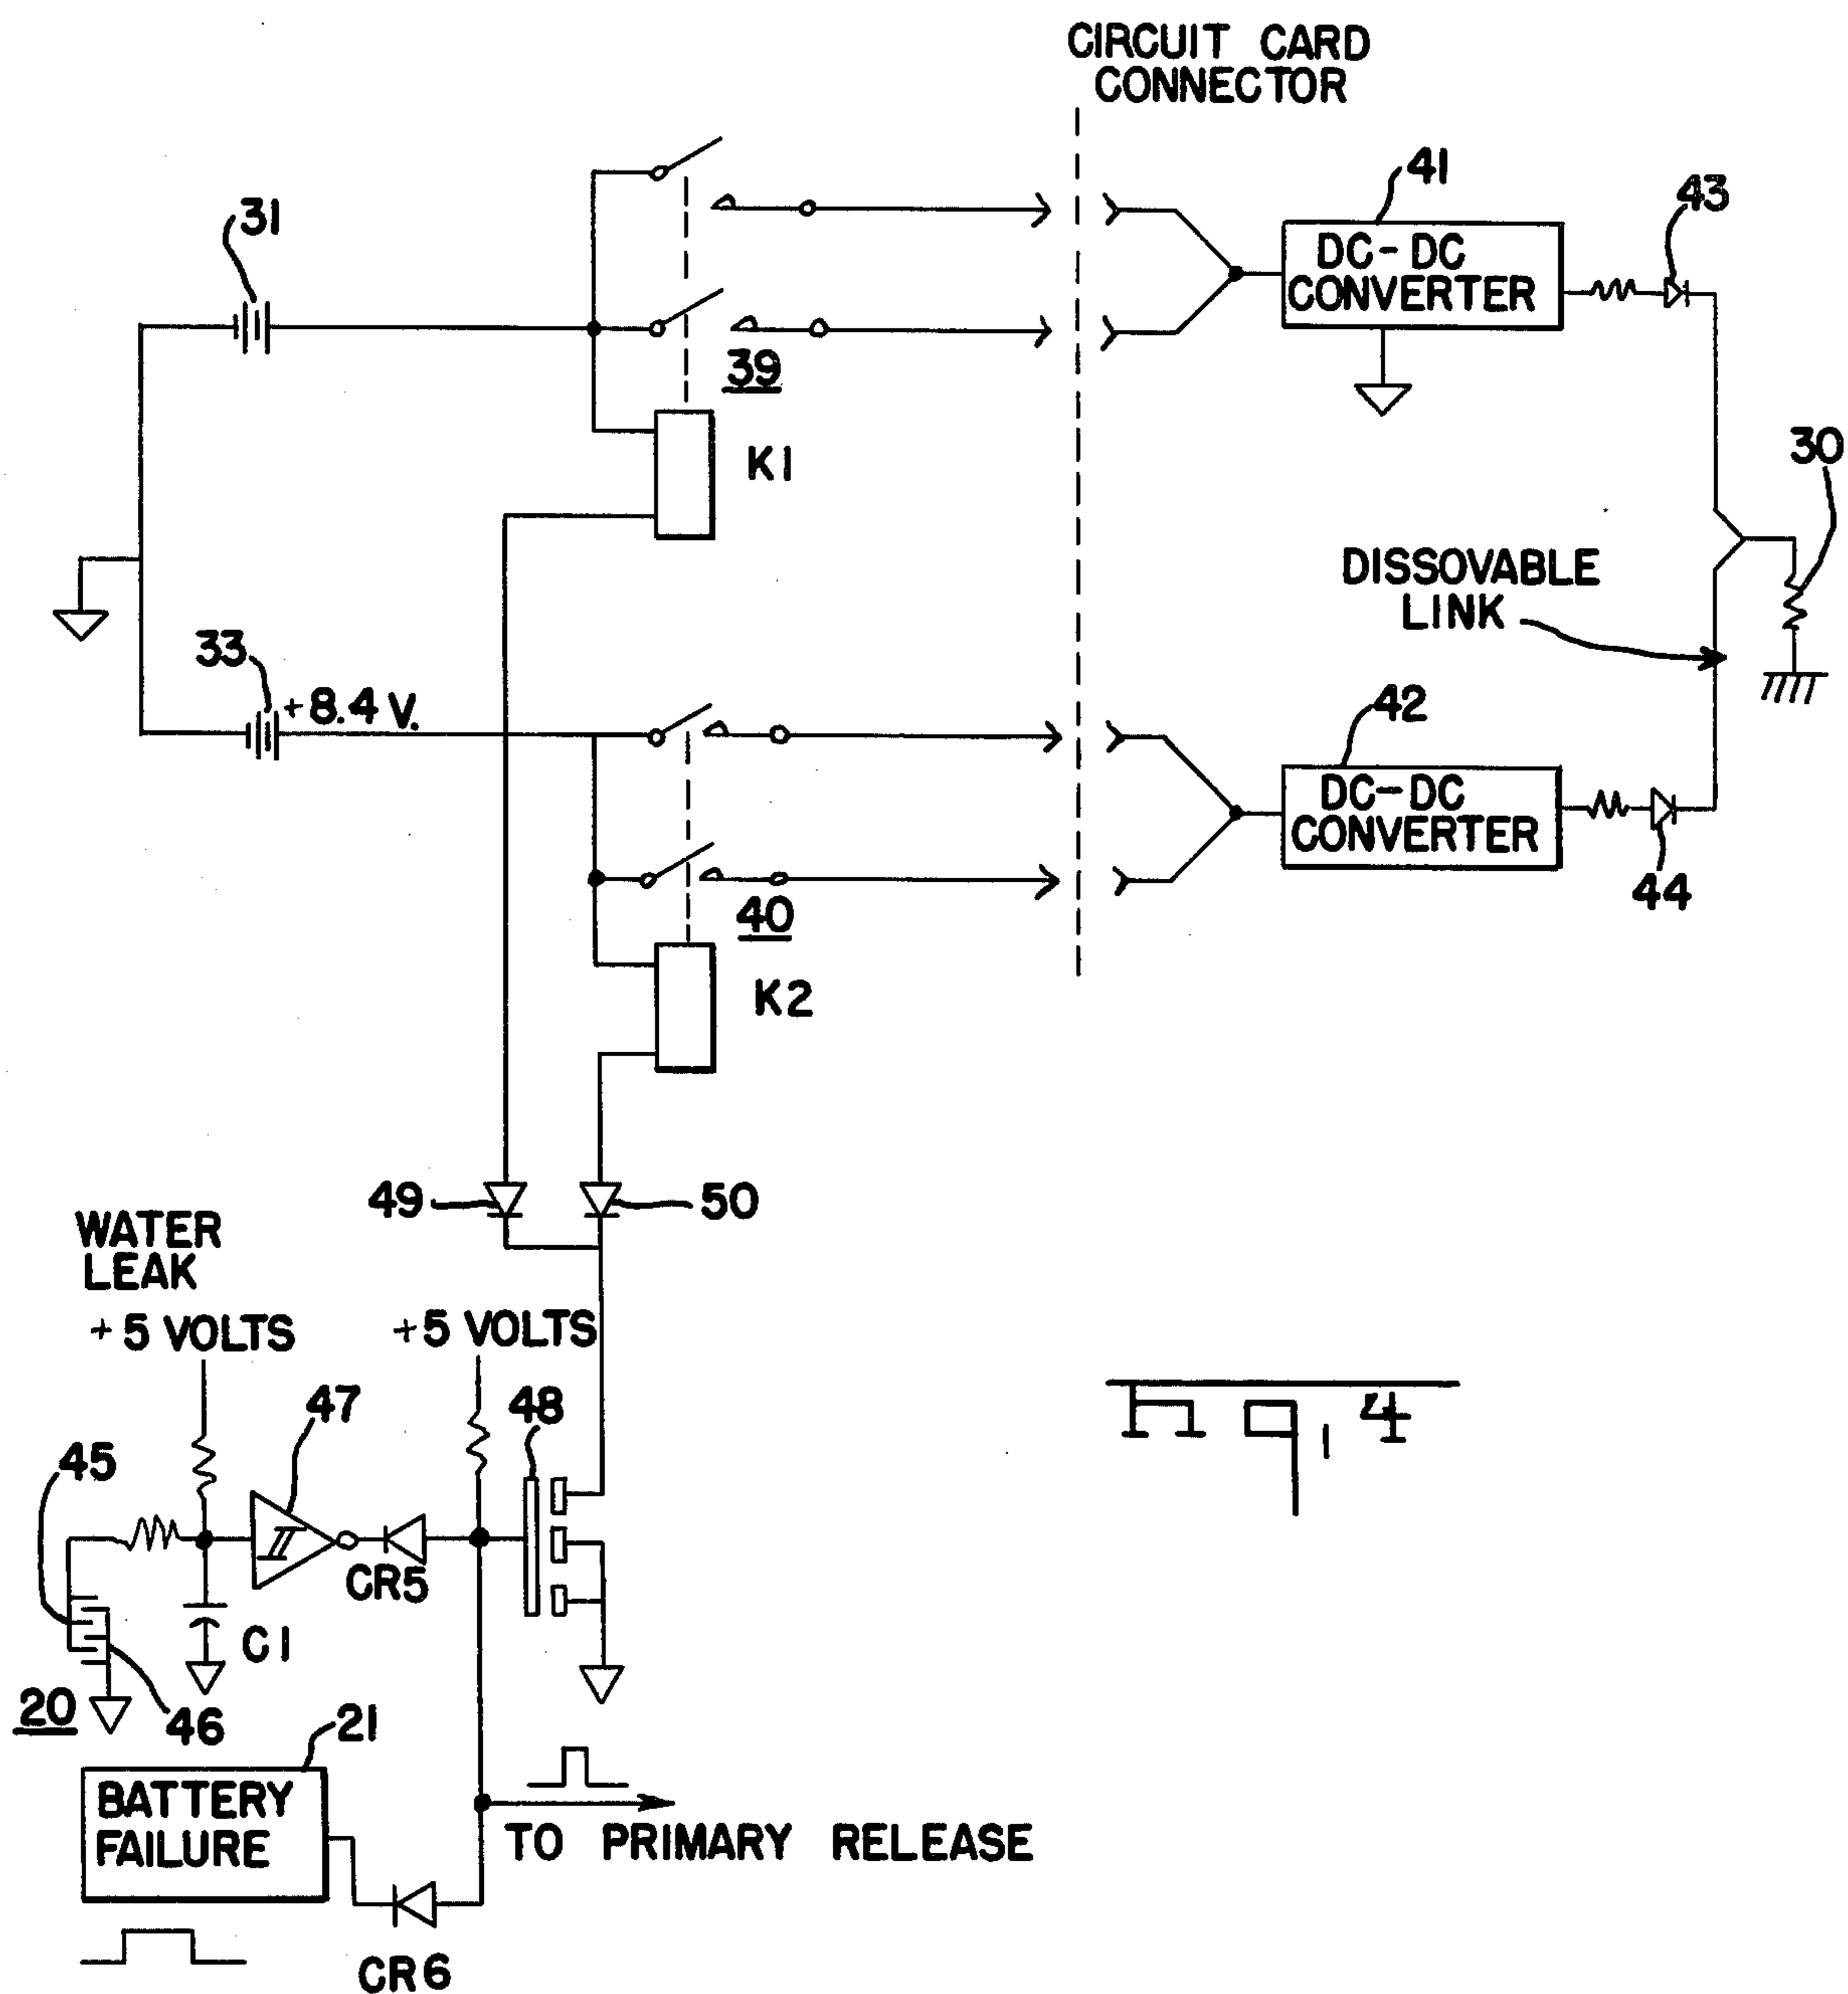 CIRCUIT CARD
CONNECTOR
41
43
31
DC-DC
CONVERTER
39
K1
30
DISSOVABLE
LINK
33
+8.4 V.
42
DC-DC
CONVERTER
44
40
K2
49
50
WATER
LEAK
+5 VOLTS
+5 VOLTS
47
48
45
CR5
C1
20
46
21
BATTERY
FAILURE
TO PRIMARY RELEASE
CR6
Fig. 4